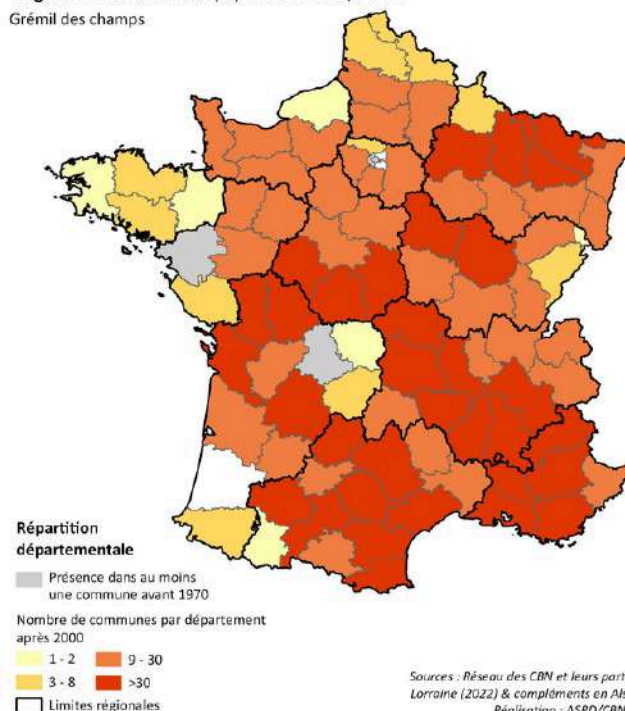 Grémil des champs
Répartition
départementale
Présence dans au moins
une commune avant 1970
Nombre de communes par département
après 2000
1 - 2
9 - 30
3 - 8
>30
Limites régionales
Sources : Réseau des CBN et leurs part
Lorraine (2022) & compléments en Als
Réalisation : ASPD/CBN